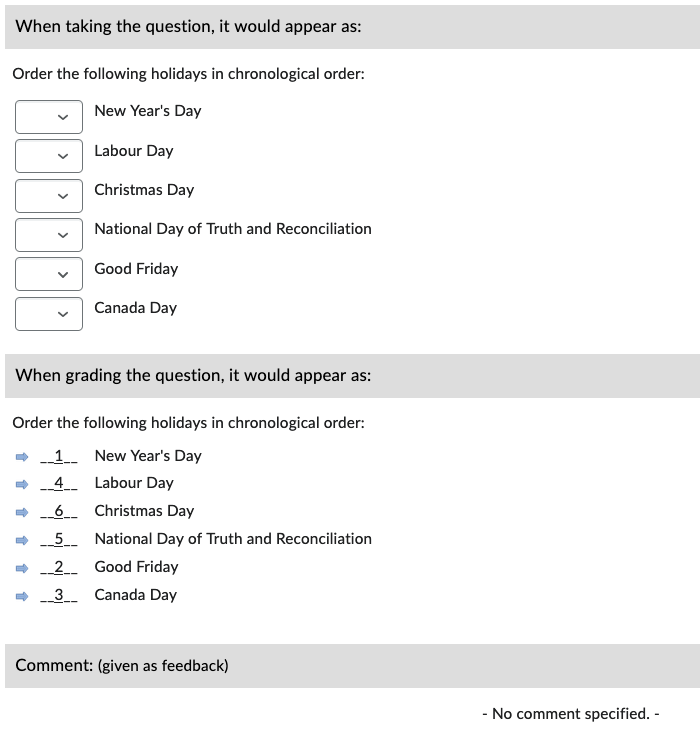 When taking the question, it would appear as:
Order the following holidays in chronological order:
New Year's Day
Labour Day
Christmas Day
National Day of Truth and Reconciliation
Good Friday
Canada Day
When grading the question, it would appear as:
Order the following holidays in chronological order:
__1__ New Year's Day
__4__ Labour Day
__6__ Christmas Day
__5__ National Day of Truth and Reconciliation
__2__ Good Friday
__3__ Canada Day
Comment: (given as feedback)
- No comment specified. -